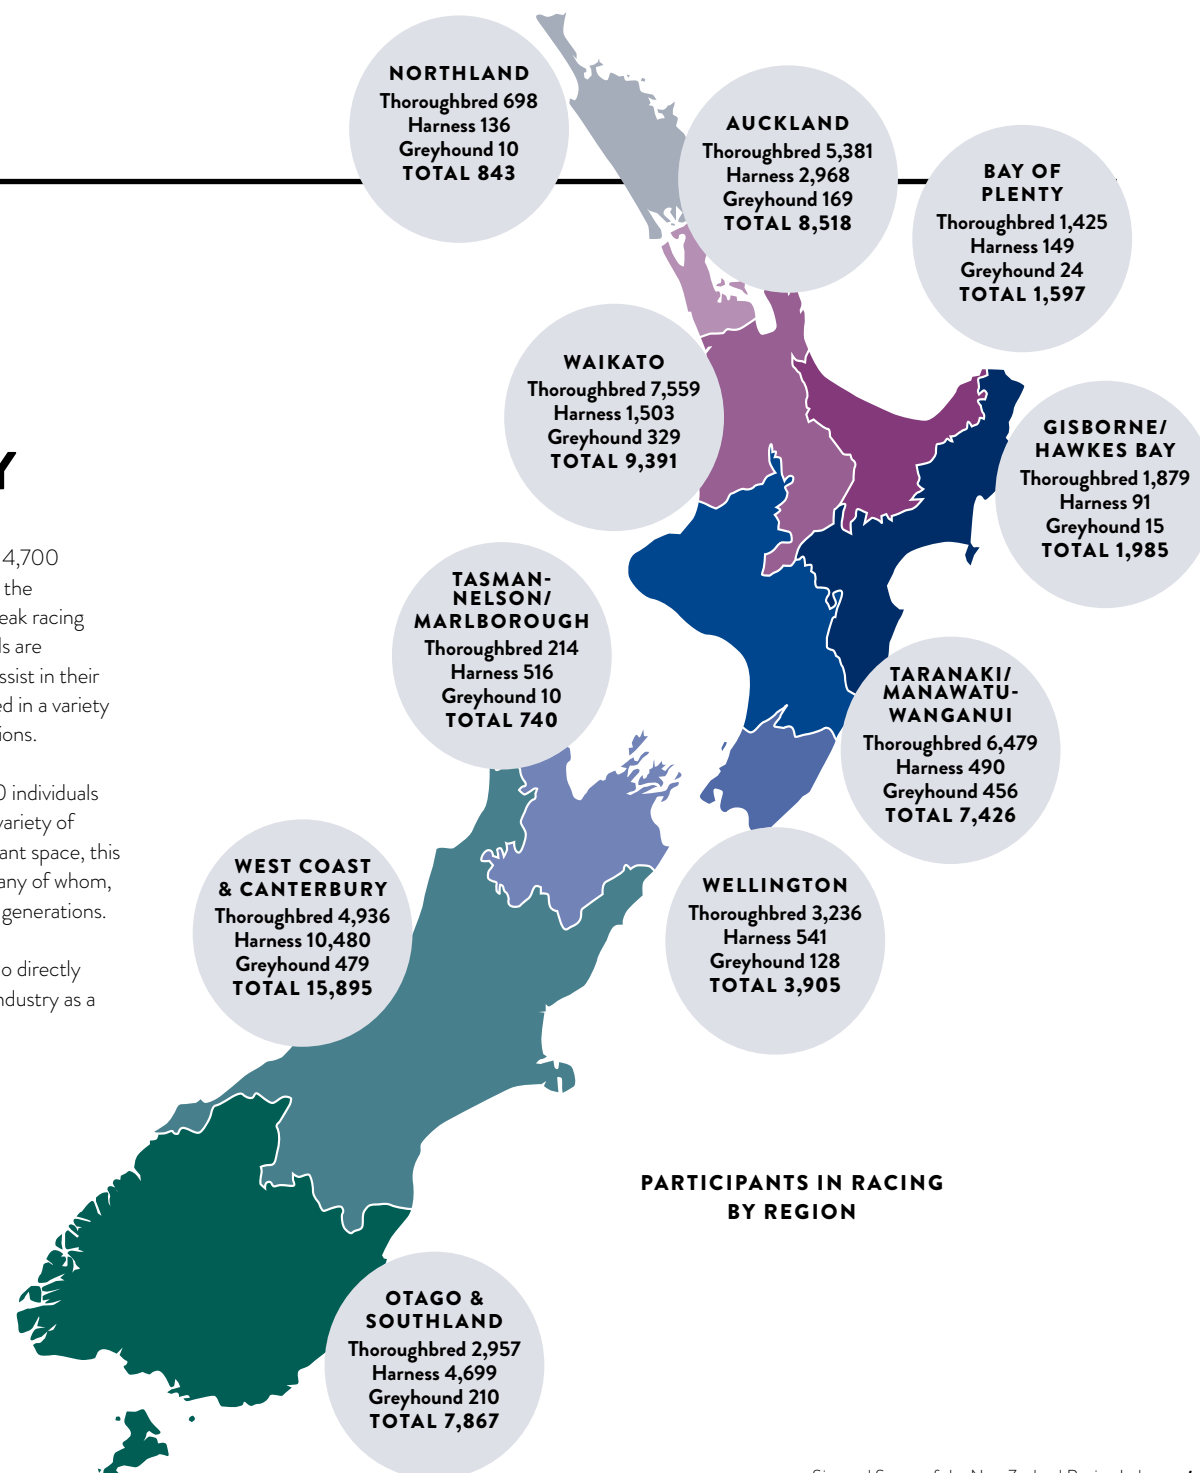 NORTHLAND
Thoroughbred 698
Harness 136
Greyhound 10
TOTAL 843
AUCKLAND
Thoroughbred 5,381
Harness 2,968
Greyhound 169
TOTAL 8,518
BAY OF
PLENTY
Thoroughbred 1,425
Harness 149
Greyhound 24
TOTAL 1,597
WAIKATO
Thoroughbred 7,559
Harness 1,503
Greyhound 329
TOTAL 9,391
GISBORNE/
HAWKES BAY
Thoroughbred 1,879
Harness 91
Greyhound 15
TOTAL 1,985
Y
4,700
the
eak racing
ls are
ssist in their
ed in a variety
ions.
0 individuals
variety of
ant space, this
any of whom,
generations.
o directly
ndustry as a
TASMAN-
NELSON/
MARLBOROUGH
Thoroughbred 214
Harness 516
Greyhound 10
TOTAL 740
TARANAKI/
MANAWATU-
WANGANUI
Thoroughbred 6,479
Harness 490
Greyhound 456
TOTAL 7,426
WEST COAST
& CANTERBURY
Thoroughbred 4,936
Harness 10,480
Greyhound 479
TOTAL 15,895
WELLINGTON
Thoroughbred 3,236
Harness 541
Greyhound 128
TOTAL 3,905
PARTICIPANTS IN RACING
BY REGION
OTAGO &
SOUTHLAND
Thoroughbred 2,957
Harness 4,699
Greyhound 210
TOTAL 7,867